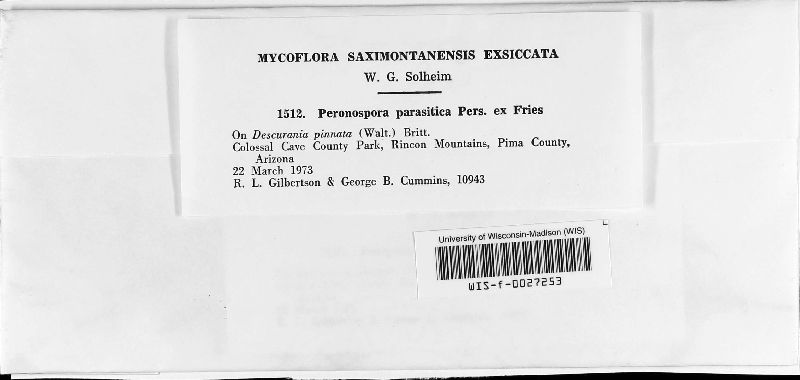 MYCOFLORA SAXIMONTANENSIS EXSICCATA
W. G. Solheim
1512. Peronospora parasitica Pers. ex Fries
On Descurania pinnata (Walt.) Britt.
Colossal Cave County Park, Rincon Mountains, Pima County,
Arizona
22 March 1973
R. L. Gilbertson & George B. Cummins, 10943
University of Wisconsin-Madison (WIS)
WIS-f-0027253